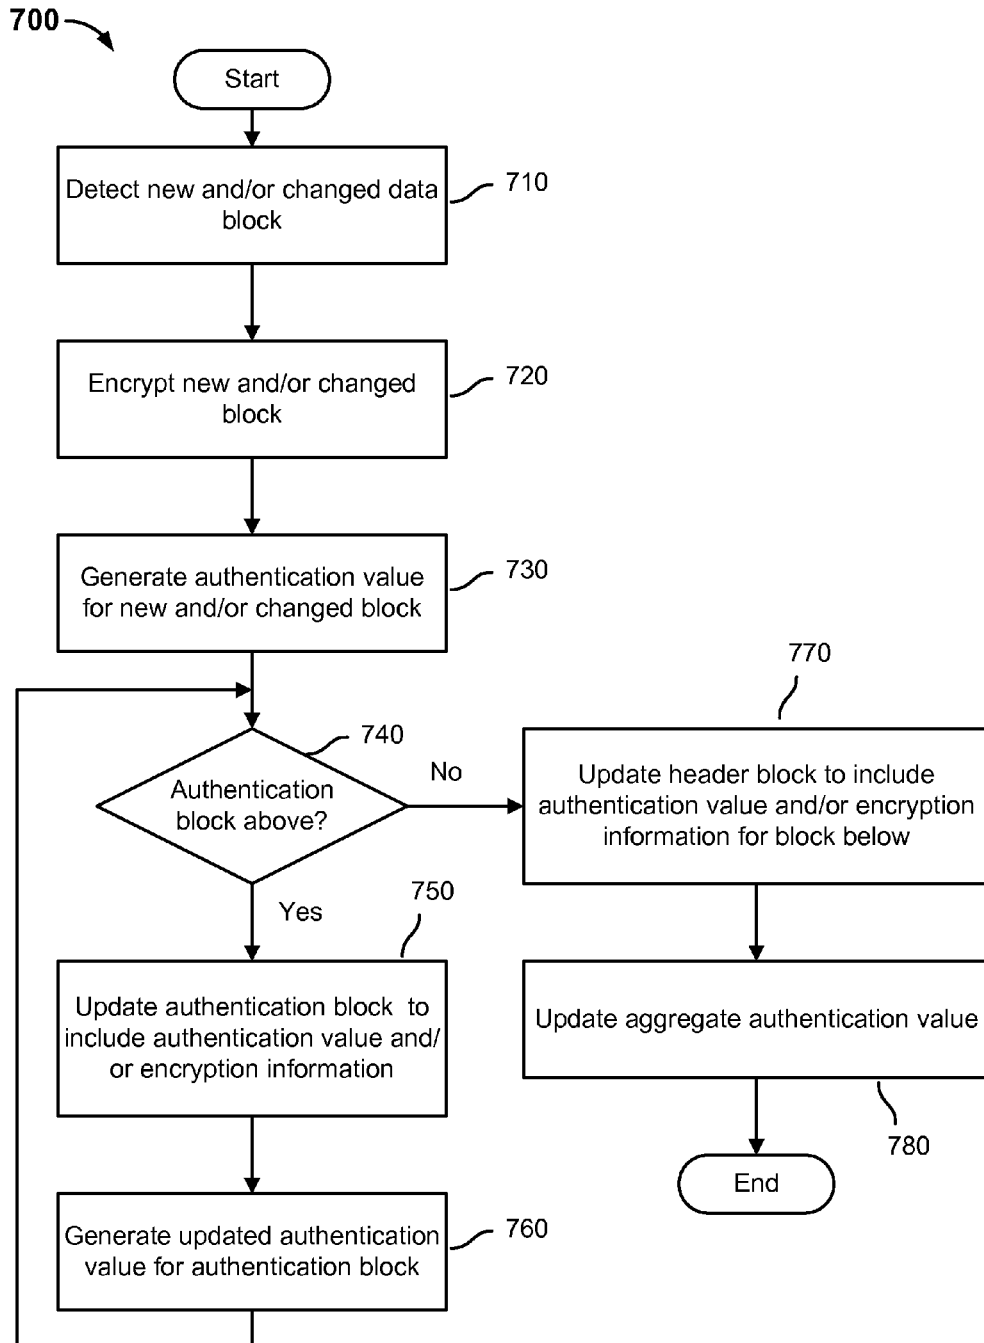 700
Start
Detect new and/or changed data
block
710
Encrypt new and/or changed
block
720
Generate authentication value
for new and/or changed block
730
740
Authentication
block above?
No
Yes
770
Update header block to include
authentication value and/or encryption
information for block below
750
Update authentication block to
include authentication value and/
or encryption information
Update aggregate authentication value
780
End
Generate updated authentication
value for authentication block
760